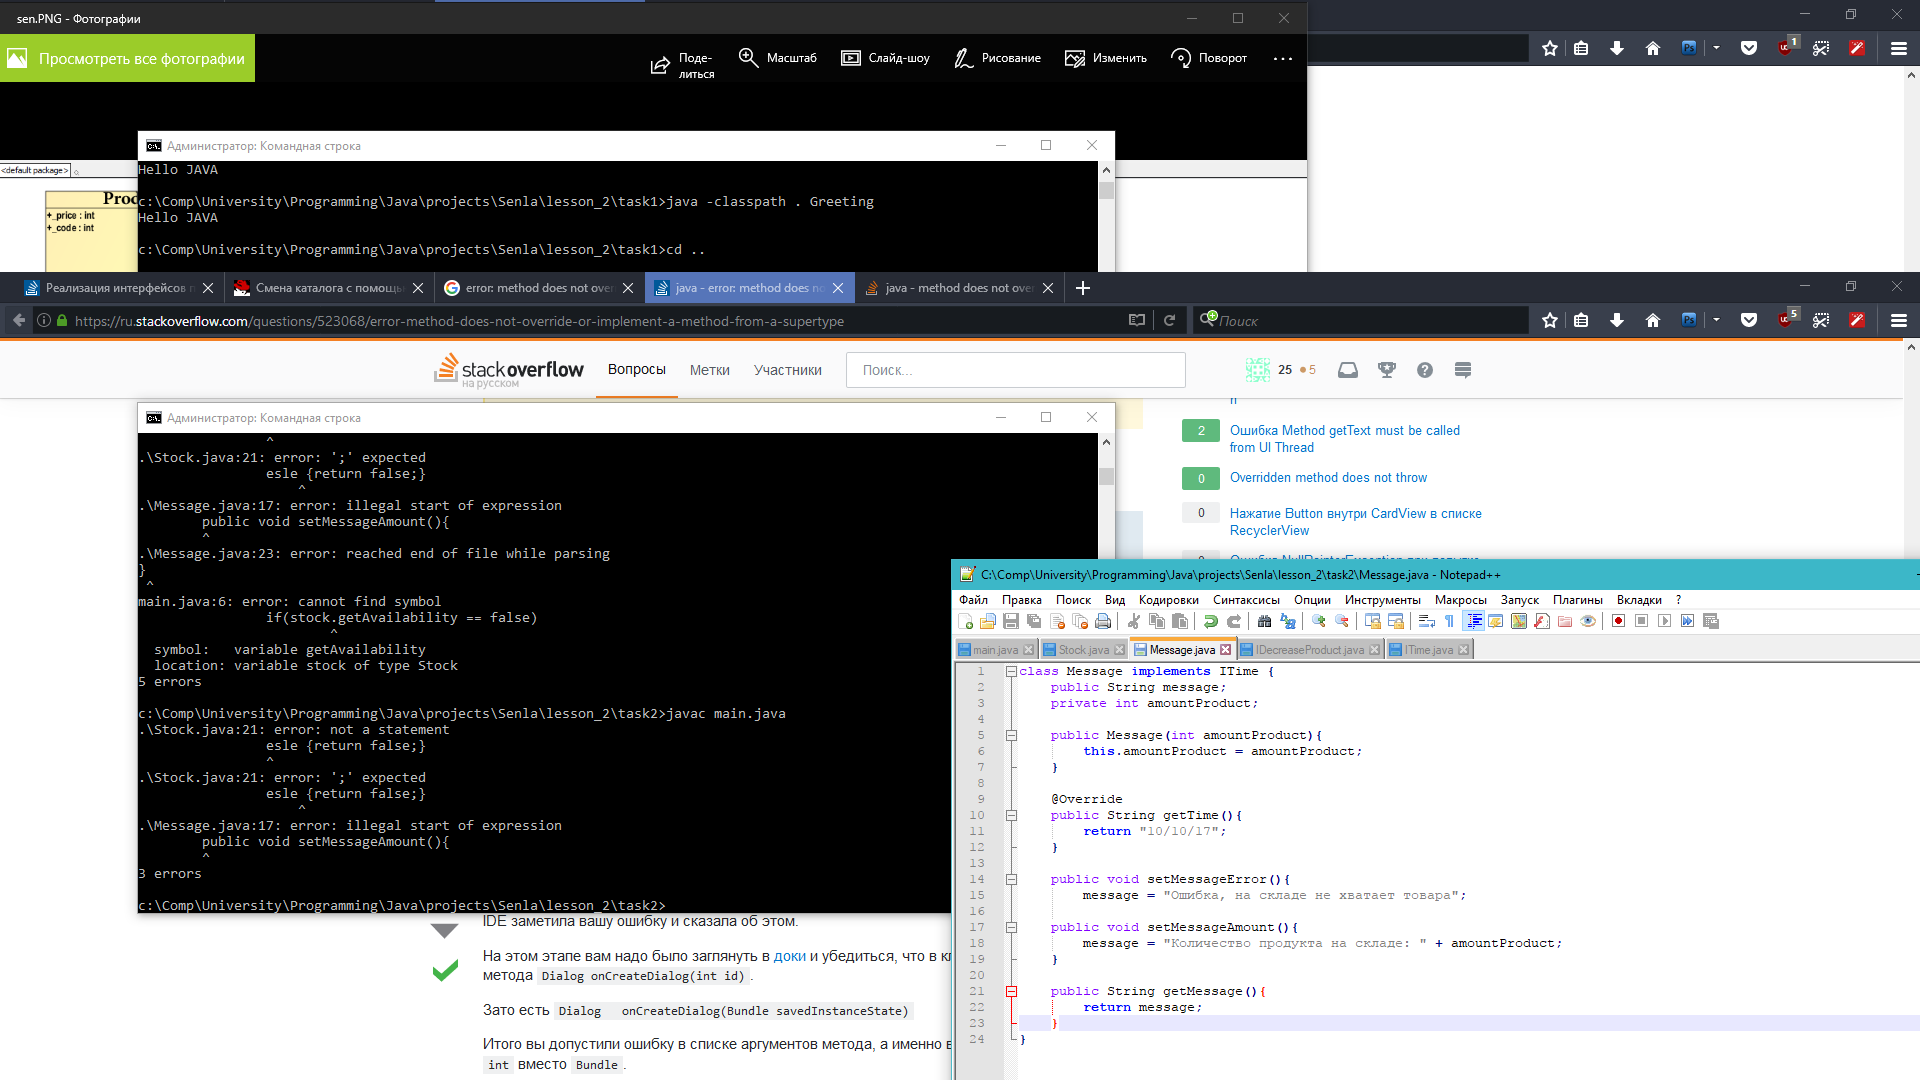 sen.PNG - Фотографии
Просмотреть все фотографии
Поде-
литься
Масштаб
Слайд-шоу
Рисование
Изменить
Поворот
1
<default package>
Prod
+_price : int
+_code : int
Администратор: Командная строка
Hello JAVA
c:\Comp\University\Programming\Java\projects\Senla\lesson_2\task1>java -classpath . Greeting
Hello JAVA
c:\Comp\University\Programming\Java\projects\Senla\lesson_2\task1>cd ..
Реализация интерфейсов
Смена каталога с помощь
error: method does not over
java - error: method does no
java - method does not over
https://ru.stackoverflow.com/questions/523068/error-method-does-not-override-or-implement-a-method-from-a-supertype
Поиск
5
stackoverflow
на русском
Вопросы
Метки
Участники
Поиск...
25
5
2
Ошибка Method getText must be called
from UI Thread
0
Overridden method does not throw
0
Нажатие Button внутри CardView в списке
RecyclerView
Администратор: Командная строка
^
.\Stock.java:21: error: ';' expected
esle {return false;}
^
.\Message.java:17: error: illegal start of expression
public void setMessageAmount(){
^
.\Message.java:23: error: reached end of file while parsing
}
^
main.java:6: error: cannot find symbol
if(stock.getAvailability == false)
^
symbol:   variable getAvailability
location: variable stock of type Stock
5 errors
c:\Comp\University\Programming\Java\projects\Senla\lesson_2\task2>javac main.java
.\Stock.java:21: error: not a statement
esle {return false;}
^
.\Stock.java:21: error: ';' expected
esle {return false;}
^
.\Message.java:17: error: illegal start of expression
public void setMessageAmount(){
^
3 errors
c:\Comp\University\Programming\Java\projects\Senla\lesson_2\task2>
IDE заметила вашу ошибку и сказала об этом.
На этом этапе вам надо было заглянуть в доки и убедиться, что в
метода Dialog onCreateDialog(int id).
Зато есть Dialog   onCreateDialog(Bundle savedInstanceState)
Итого вы допустили ошибку в списке аргументов метода, а именно
int вместо Bundle.
C:\Comp\University\Programming\Java\projects\Senla\lesson_2\task2\Message.java - Notepad++
Файл Правка Поиск Вид Кодировки Синтаксисы Опции Инструменты Макросы Запуск Плагины Вкладки ?
main.java
Stock.java
Message.java
IDecreaseProduct.java
ITime.java
1 class Message implements ITime {
2 public String message;
3 private int amountProduct;
4
5 public Message(int amountProduct){
6 this.amountProduct = amountProduct;
7 }
8
9 @Override
10 public String getTime(){
11 return "10/10/17";
12 }
13
14 public void setMessageError(){
15 message = "Ошибка, на складе не хватает товара";
16
17 public void setMessageAmount(){
18 message = "Количество продукта на складе: " + amountProduct;
19 }
20
21 public String getMessage(){
22 return message;
23 }
24 }